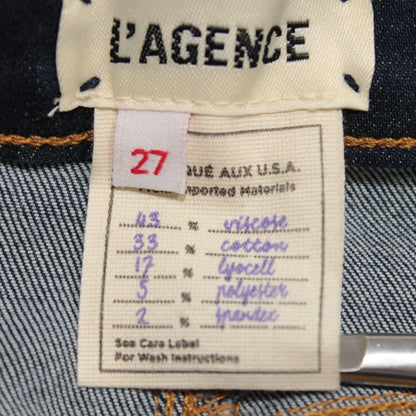 L'AGENCE
27
QUÉ AUX U.S.A.
Imported Materials
43 % viscose
33 % cotton
17 % lyocell
5 % polyester
2 % spandex
See Care Label
For Wash Instructions